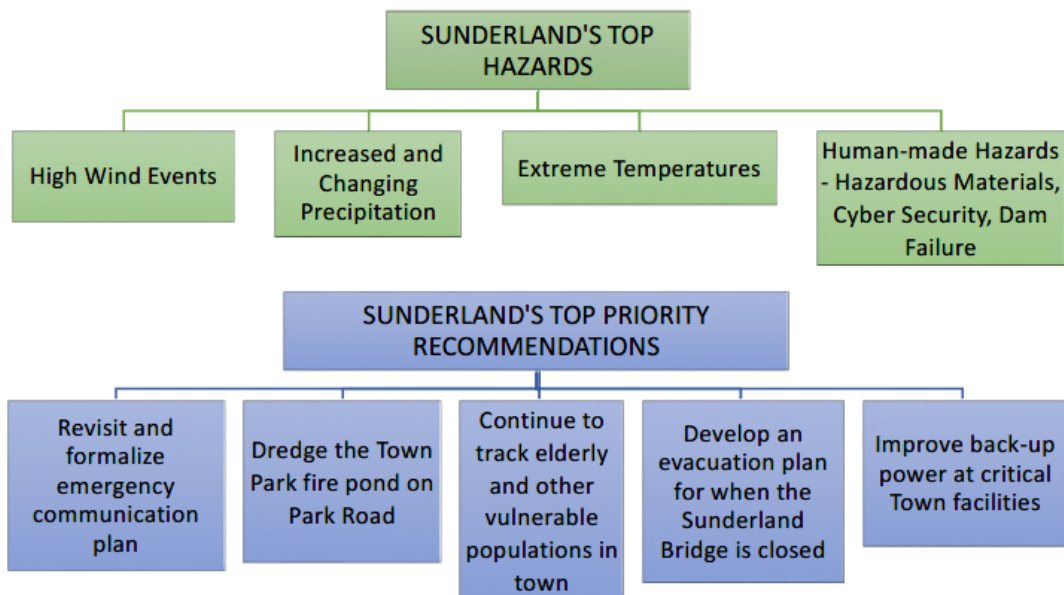 SUNDERLAND'S TOP
HAZARDS
High Wind Events
Increased and
Changing
Precipitation
Extreme Temperatures
Human-made Hazards
- Hazardous Materials,
Cyber Security, Dam
Failure
SUNDERLAND'S TOP PRIORITY
RECOMMENDATIONS
Revisit and
formalize
emergency
communication
plan
Dredge the Town
Park fire pond on
Park Road
Continue to
track elderly
and other
vulnerable
populations in
town
Develop an
evacuation plan
for when the
Sunderland
Bridge is closed
Improve back-up
power at critical
Town facilities